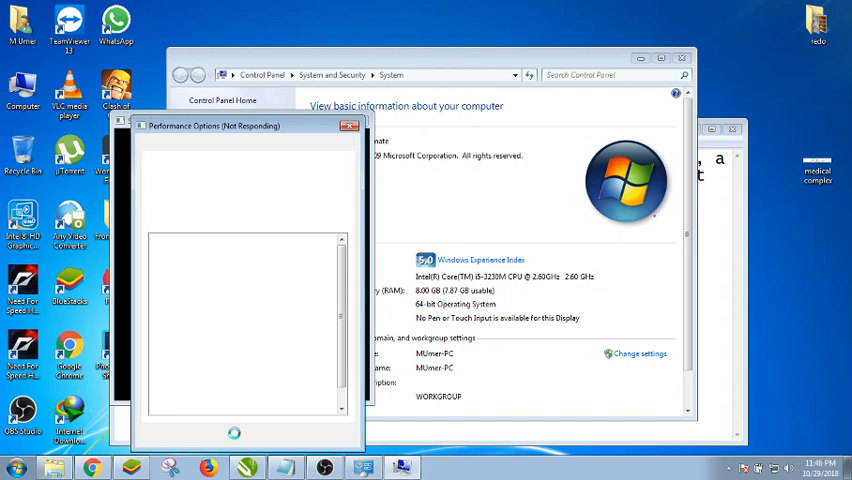 M Umer
TeamViewer 13
WhatsApp
redo
Control Panel
System and Security
System
Search Control Panel
Control Panel Home
View basic information about your computer
Computer
VLC media player
Clash of
Performance Options (Not Responding)
mate
09 Microsoft Corporation. All rights reserved.
, a
t
Recycle Bin
µTorrent
medical complex
Intel® HD Graphic...
Any Video Converter
5,0 Windows Experience Index
Intel(R) Core(TM) i5-3230M CPU @ 2.60GHz 2.60 GHz
y (RAM):
8.00 GB (7.87 GB usable)
64-bit Operating System
No Pen or Touch Input is available for this Display
Need For Speed H...
BlueStacks
omain, and workgroup settings
MUmer-PC
Change settings
MUmer-PC
WORKGROUP
Need For Speed H...
Google Chrome
OBS Studio
Internet Downlo...
11:46 PM
10/29/2018